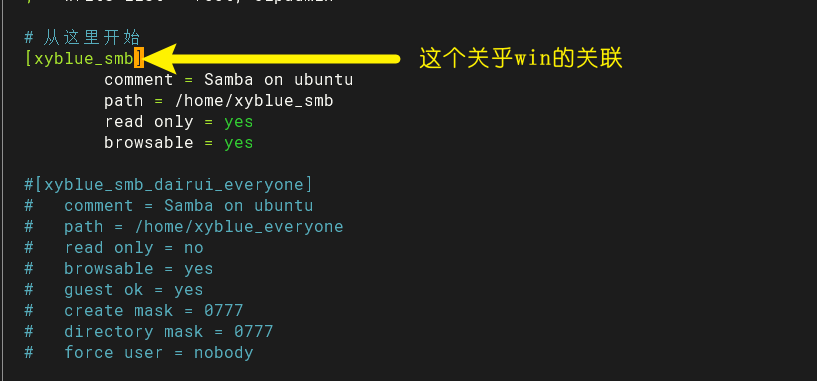 # 从这里开始
[xyblue_smb]
这个关乎win的关联
comment = Samba on ubuntu
path = /home/xyblue_smb
read only = yes
browsable = yes
#[xyblue_smb_dairui_everyone]
#   comment = Samba on ubuntu
#   path = /home/xyblue_everyone
#   read only = no
#   browsable = yes
#   guest ok = yes
#   create mask = 0777
#   directory mask = 0777
#   force user = nobody